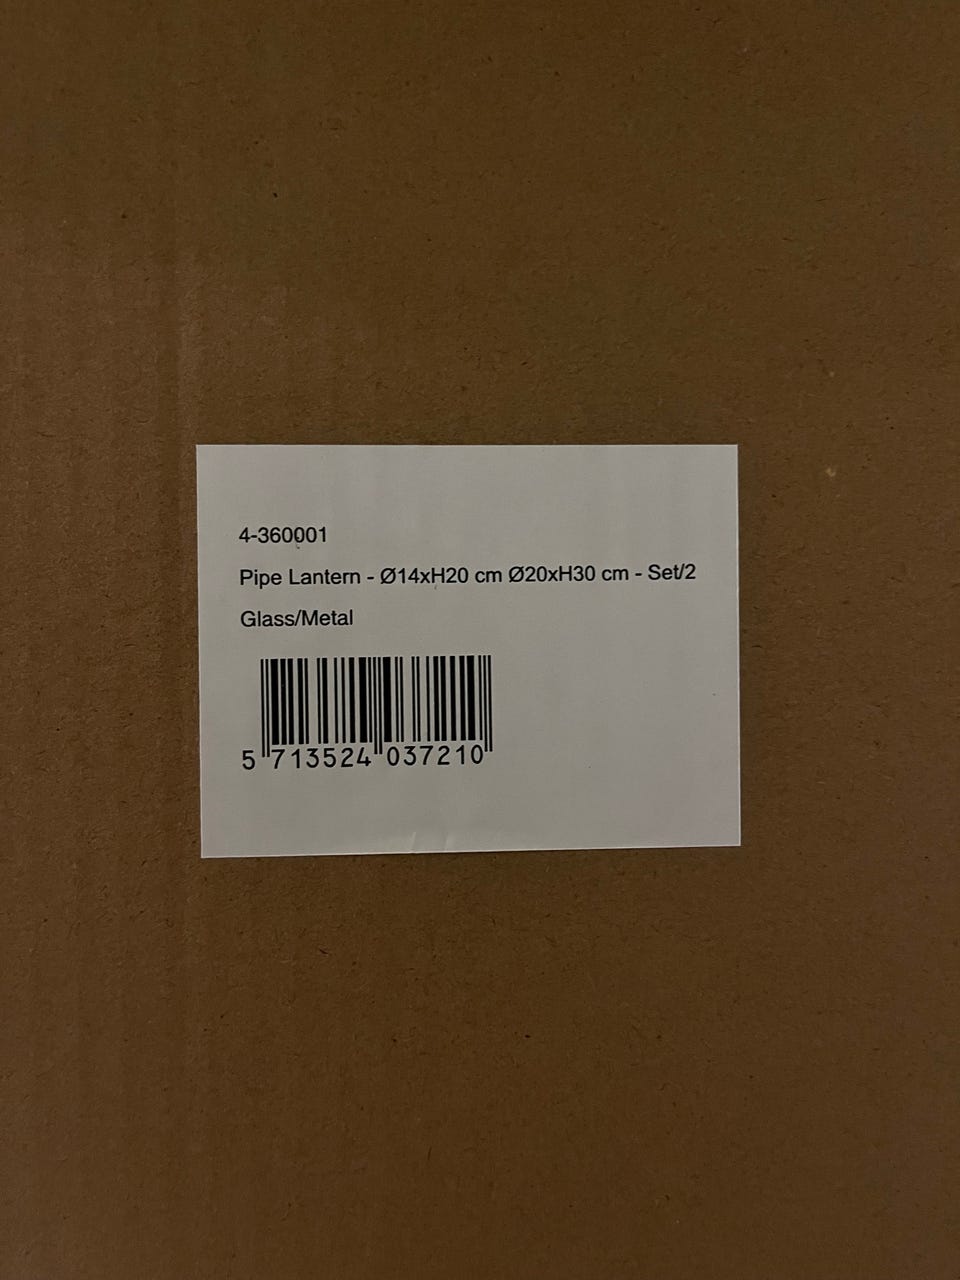 4-360001
Pipe Lantern - Ø14xH20 cm Ø20xH30 cm - Set/2
Glass/Metal
5 713524 037210